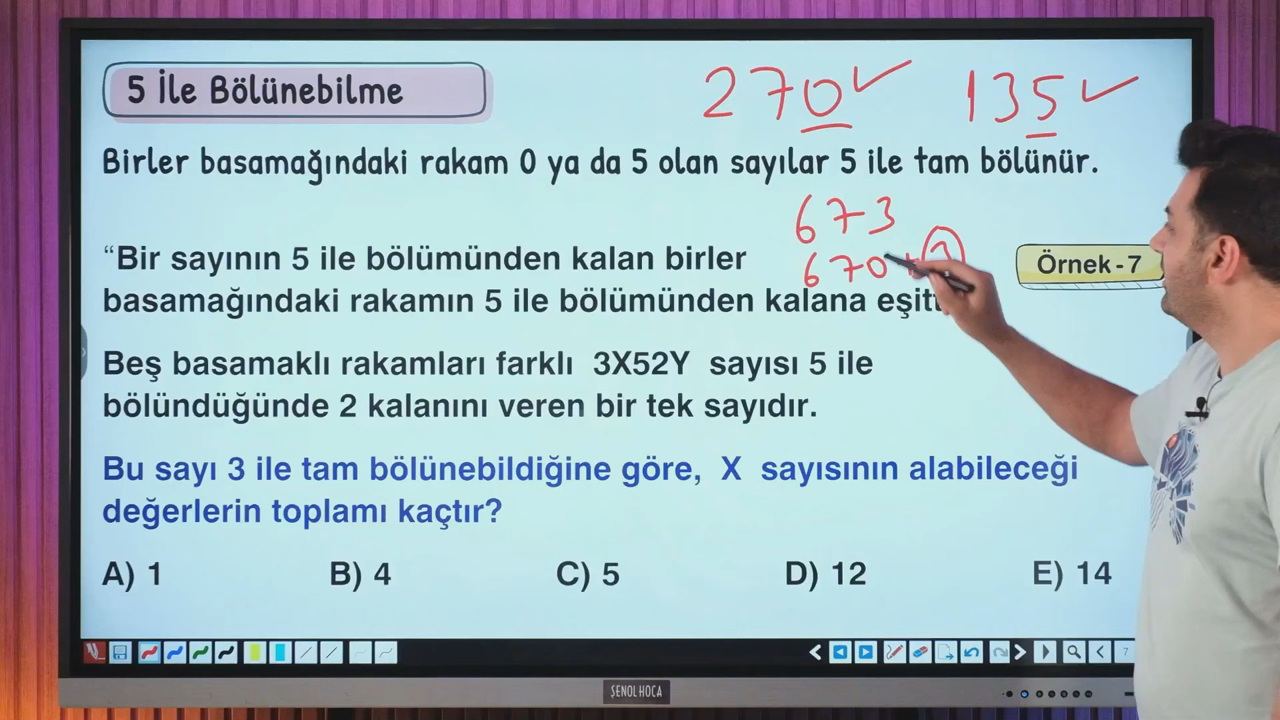 5 İle Bölünebilme
270✓ 135✓
Birler basamağındaki rakam 0 ya da 5 olan sayılar 5 ile tam bölünür.
673
670 +
“Bir sayının 5 ile bölümünden kalan birler
basamağındaki rakamın 5 ile bölümünden kalana
Örnek - 7
Beş basamaklı rakamları farklı 3X52Y sayısı 5 ile
bölündüğünde 2 kalanını veren bir tek sayıdır.
Bu sayı 3 ile tam bölünebildiğine göre, X sayısının alabileceği
değerlerin toplamı kaçtır?
A) 1 B) 4 C) 5 D) 12 E) 14
7
ŞENOL HOCA